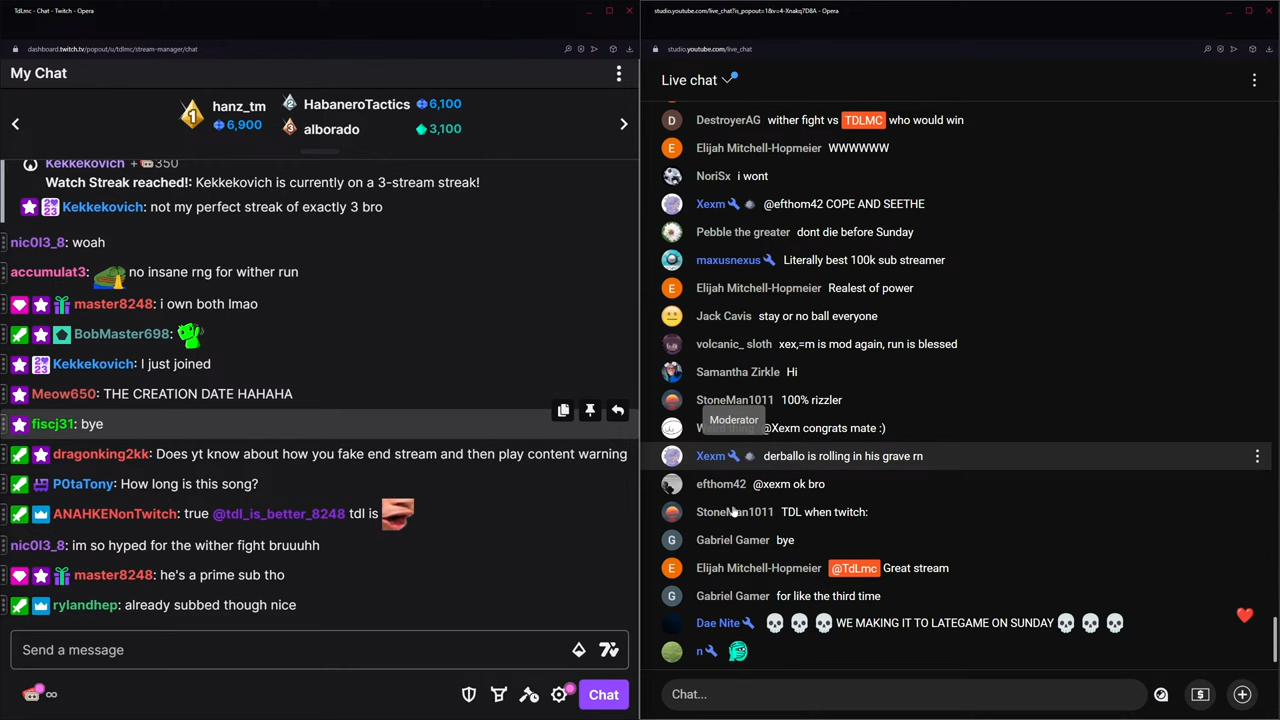 TdLmc - Chat - Twitch - Opera
dashboard.twitch.tv/popout/u/tdlmc/stream-manager/chat
My Chat
1
hanz_tm
6,900
2
HabaneroTactics
6,100
3
alborado
3,100
Kekkekovich + 350
Watch Streak reached!: Kekkekovich is currently on a 3-stream streak!
Kekkekovich: not my perfect streak of exactly 3 bro
nic0l3_8: woah
accumulat3: no insane rng for wither run
master8248: i own both lmao
BobMaster698:
Kekkekovich: I just joined
Meow650: THE CREATION DATE HAHAHA
fiscj31: bye
dragonking2kk: Does yt know about how you fake end stream and then play content warning
P0taTony: How long is this song?
ANAHKENonTwitch: true @tdl_is_better_8248 tdl is
nic0l3_8: im so hyped for the wither fight bruuuhh
master8248: he's a prime sub tho
rylandhep: already subbed though nice
Send a message
∞
Chat
studio.youtube.com/live_chat?is_popout=1&v=4-Xnakq7D8A - Opera
studio.youtube.com/live_chat
Live chat
D DestroyerAG wither fight vs TDLMC who would win
E Elijah Mitchell-Hopmeier WWWWWW
NoriSx i wont
Xexm @efthom42 COPE AND SEETHE
Pebble the greater dont die before Sunday
maxusnexus Literally best 100k sub streamer
E Elijah Mitchell-Hopmeier Realest of power
Jack Cavis stay or no ball everyone
volcanic_ sloth xex,=m is mod again, run is blessed
Samantha Zirkle Hi
StoneMan1011 100% rizzler
Moderator
@Xexm congrats mate :)
Xexm derballo is rolling in his grave rn
efthom42 @xexm ok bro
StoneMan1011 TDL when twitch:
G Gabriel Gamer bye
E Elijah Mitchell-Hopmeier @TdLmc Great stream
G Gabriel Gamer for like the third time
Dae Nite 💀 💀 💀 WE MAKING IT TO LATEGAME ON SUNDAY 💀 💀 💀
n
Chat...